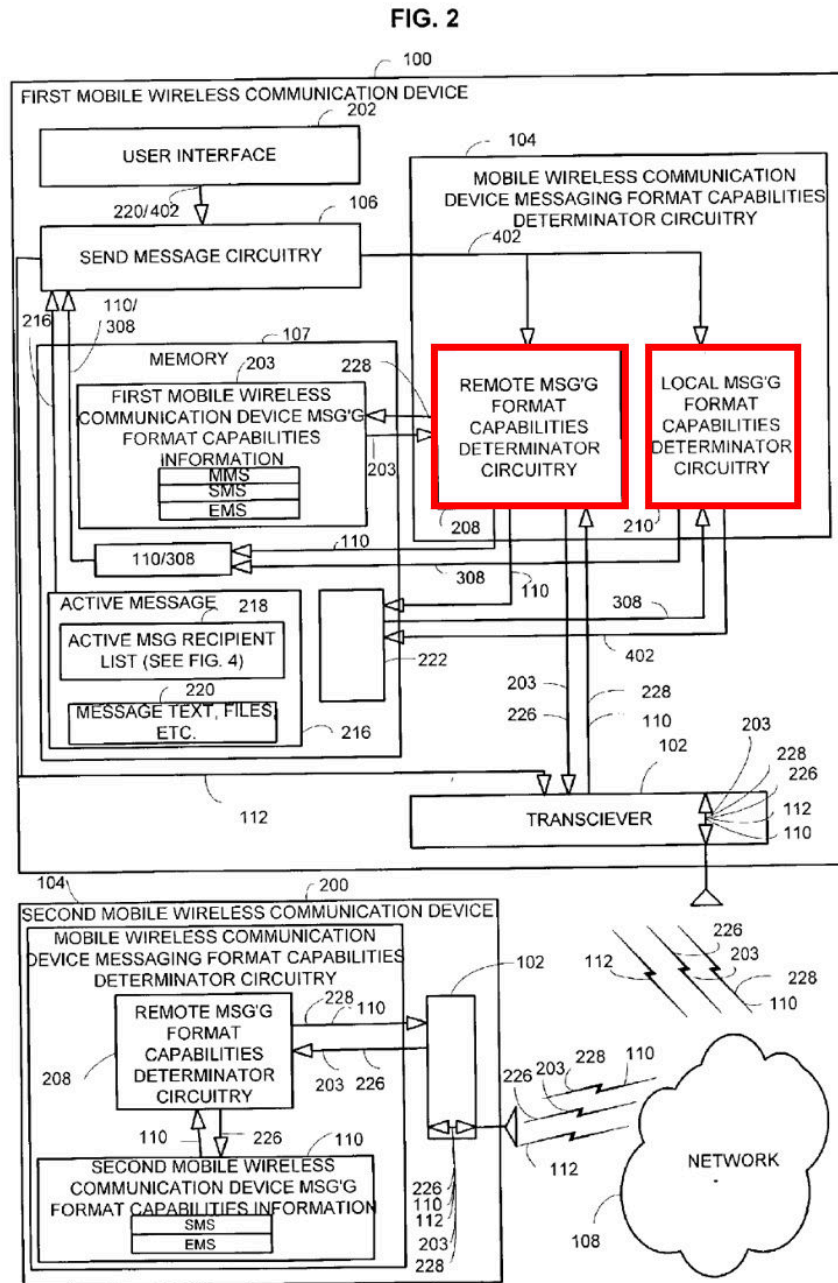 FIG. 2
100
FIRST MOBILE WIRELESS COMMUNICATION DEVICE
202
USER INTERFACE
220/402
106
SEND MESSAGE CIRCUITRY
104
MOBILE WIRELESS COMMUNICATION
DEVICE MESSAGING FORMAT CAPABILITIES
DETERMINATOR CIRCUITRY
402
216
110/
308
107
MEMORY
203
FIRST MOBILE WIRELESS
COMMUNICATION DEVICE MSG'G
FORMAT CAPABILITIES
INFORMATION
MMS
SMS
EMS
228
203
REMOTE MSG'G
FORMAT
CAPABILITIES
DETERMINATOR
CIRCUITRY
LOCAL MSG'G
FORMAT
CAPABILITIES
DETERMINATOR
CIRCUITRY
208
210
110
110/308
308
110
308
402
ACTIVE MESSAGE
218
ACTIVE MSG RECIPIENT
LIST (SEE FIG. 4)
220
MESSAGE TEXT, FILES
ETC.
216
222
203
226
228
110
112
102
TRANSCIEVER
203
228
226
112
110
104
200
SECOND MOBILE WIRELESS COMMUNICATION DEVICE
MOBILE WIRELESS COMMUNICATION
DEVICE MESSAGING FORMAT CAPABILITIES
DETERMINATOR CIRCUITRY
REMOTE MSG'G
FORMAT
CAPABILITIES
DETERMINATOR
CIRCUITRY
208
228
110
203
226
102
110
226
110
SECOND MOBILE WIRELESS
COMMUNICATION DEVICE MSG'G
FORMAT CAPABILITIES INFORMATION
SMS
EMS
226
110
112
203
228
112
226
203
228
110
226
203
228
110
112
NETWORK
108